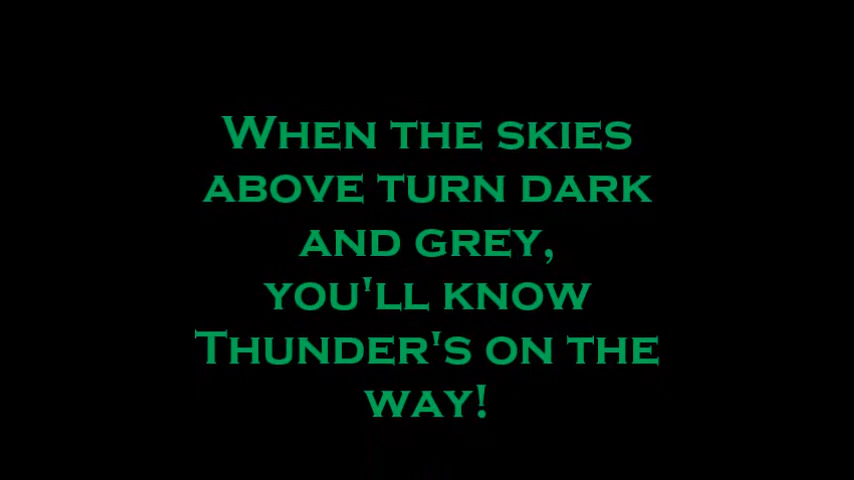 When the skies
above turn dark
and grey,
you'll know
Thunder's on the
way!